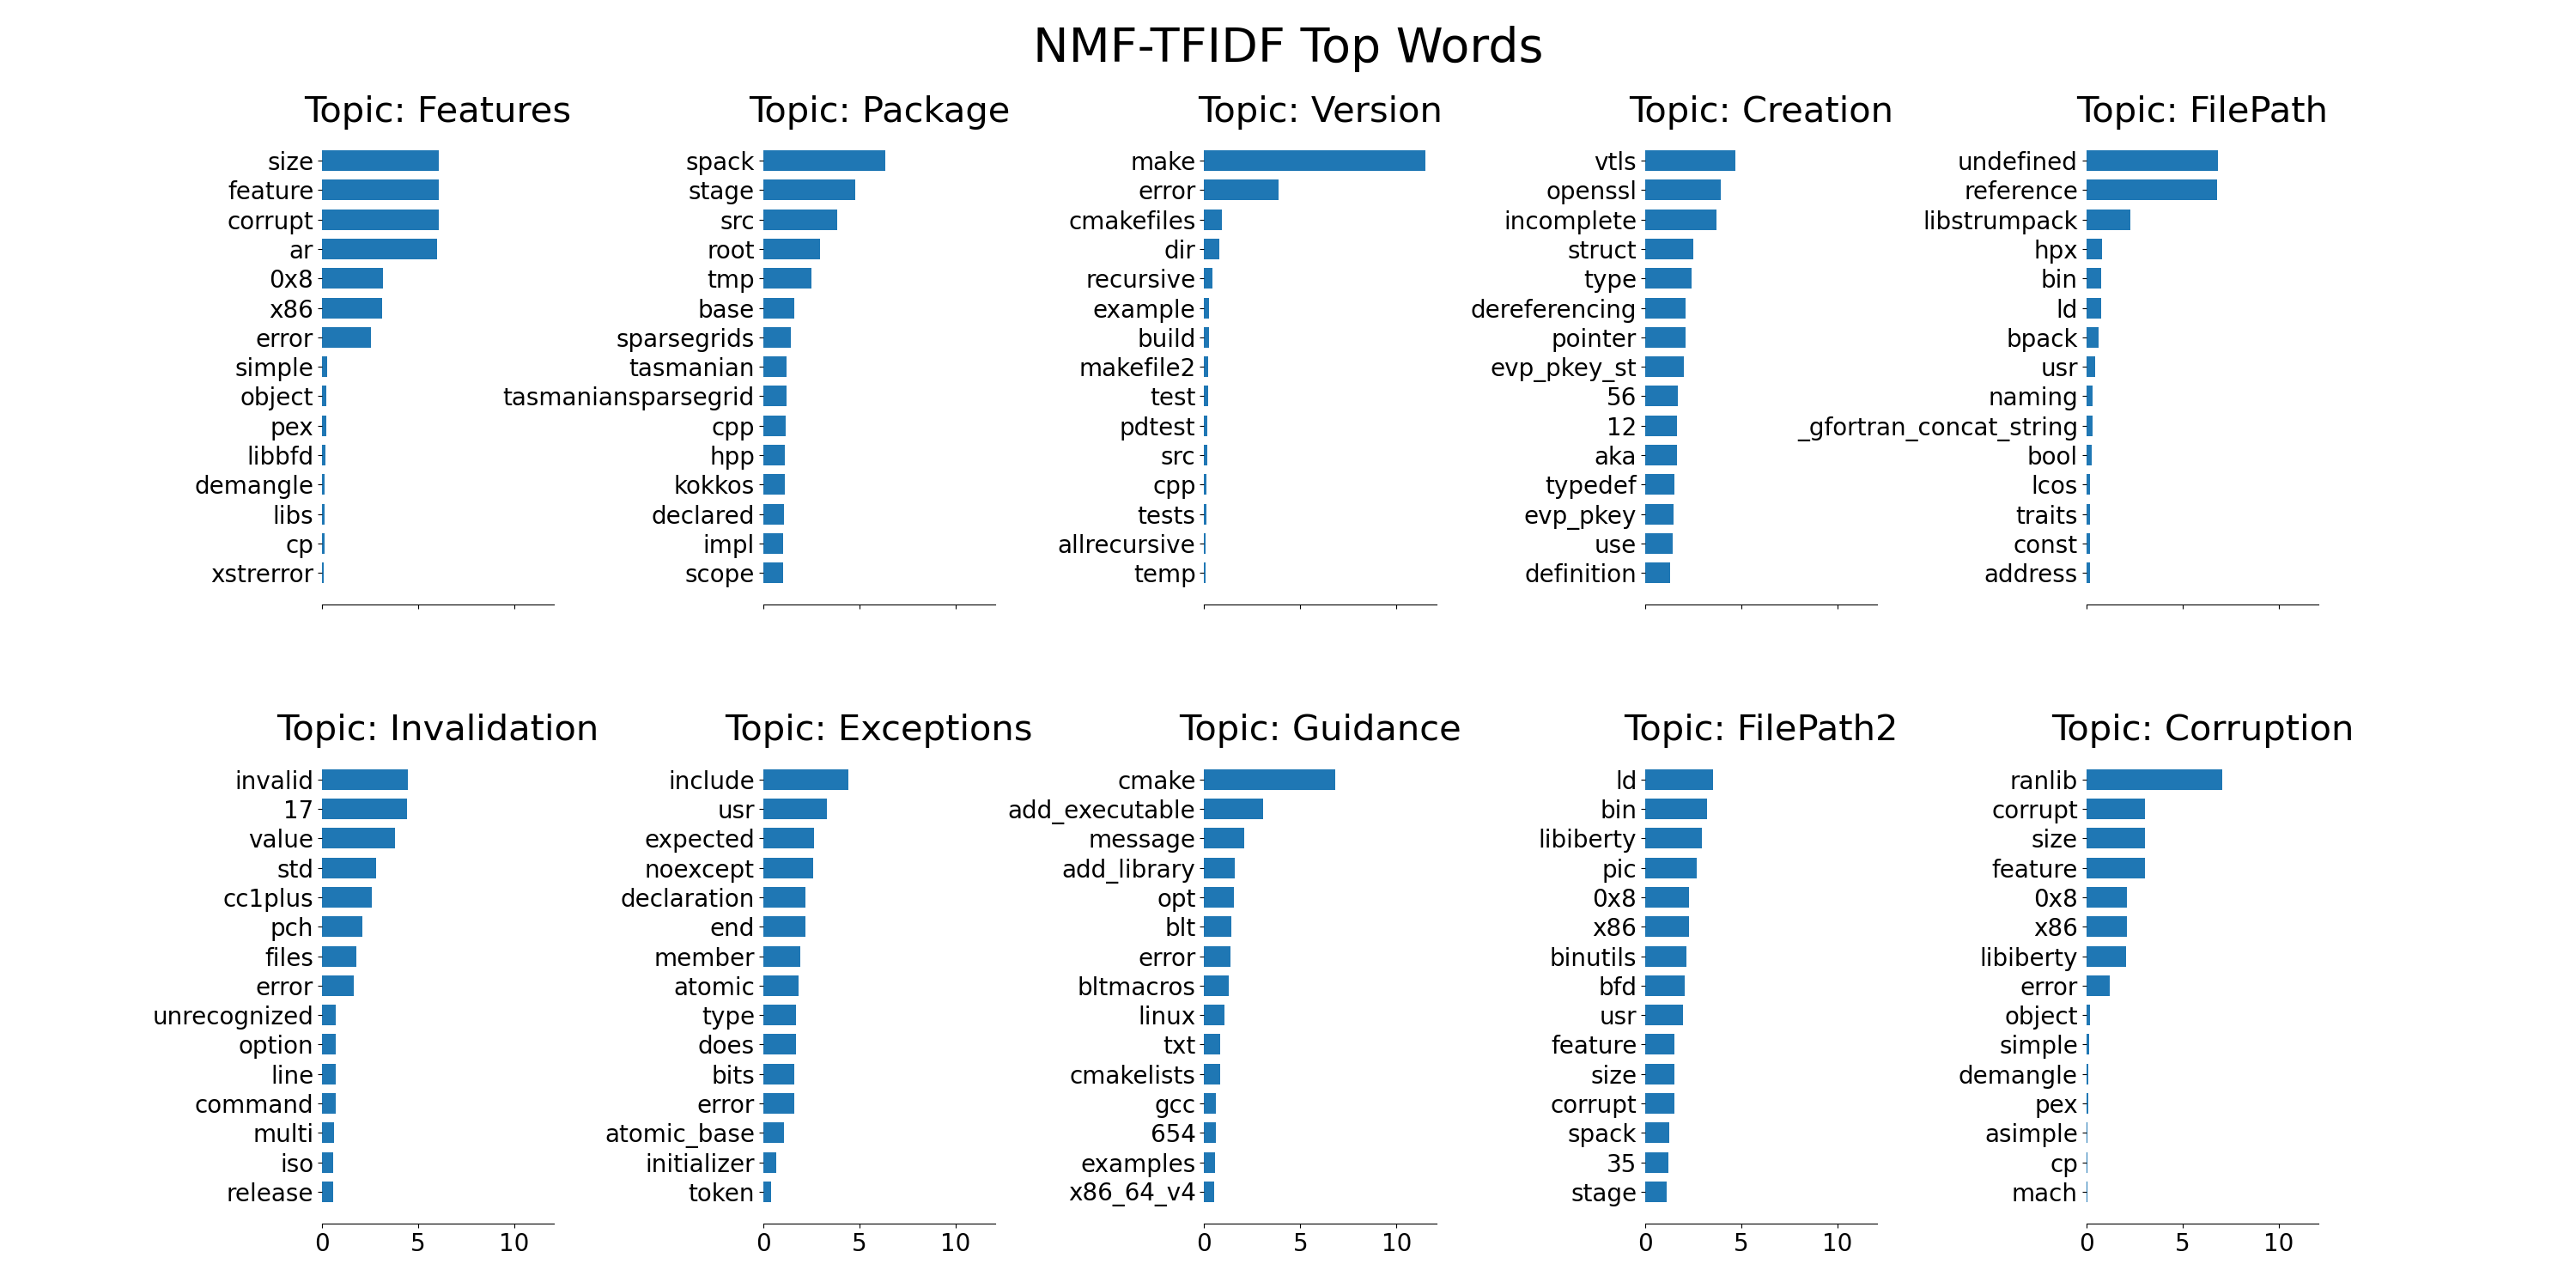 NMF-TFIDF Top Words
Topic: Features
size
feature
corrupt
ar
0x8
x86
error
simple
object
pex
libbfd
demangle
libs
cp
xstrerror
Topic: Package
spack
stage
src
root
tmp
base
sparsegrids
tasmanian
tasmaniansparsegrid
cpp
hpp
kokkos
declared
impl
scope
Topic: Version
make
error
cmakefiles
dir
recursive
example
build
makefile2
test
pdtest
src
cpp
tests
allrecursive
temp
Topic: Creation
vtls
openssl
incomplete
struct
type
dereferencing
pointer
evp_pkey_st
56
12
aka
typedef
evp_pkey
use
definition
Topic: FilePath
undefined
reference
libstrumpack
hpx
bin
ld
bpack
usr
naming
_gfortran_concat_string
bool
lcos
traits
const
address
Topic: Invalidation
invalid
17
value
std
cc1plus
pch
files
error
unrecognized
option
line
command
multi
iso
release
0 5 10
Topic: Exceptions
include
usr
expected
noexcept
declaration
end
member
atomic
type
does
bits
error
atomic_base
initializer
token
0 5 10
Topic: Guidance
cmake
add_executable
message
add_library
opt
blt
error
bltmacros
linux
txt
cmakelists
gcc
654
examples
x86_64_v4
0 5 10
Topic: FilePath2
ld
bin
libiberty
pic
0x8
x86
binutils
bfd
usr
feature
size
corrupt
spack
35
stage
0 5 10
Topic: Corruption
ranlib
corrupt
size
feature
0x8
x86
libiberty
error
object
simple
demangle
pex
asimple
cp
mach
0 5 10